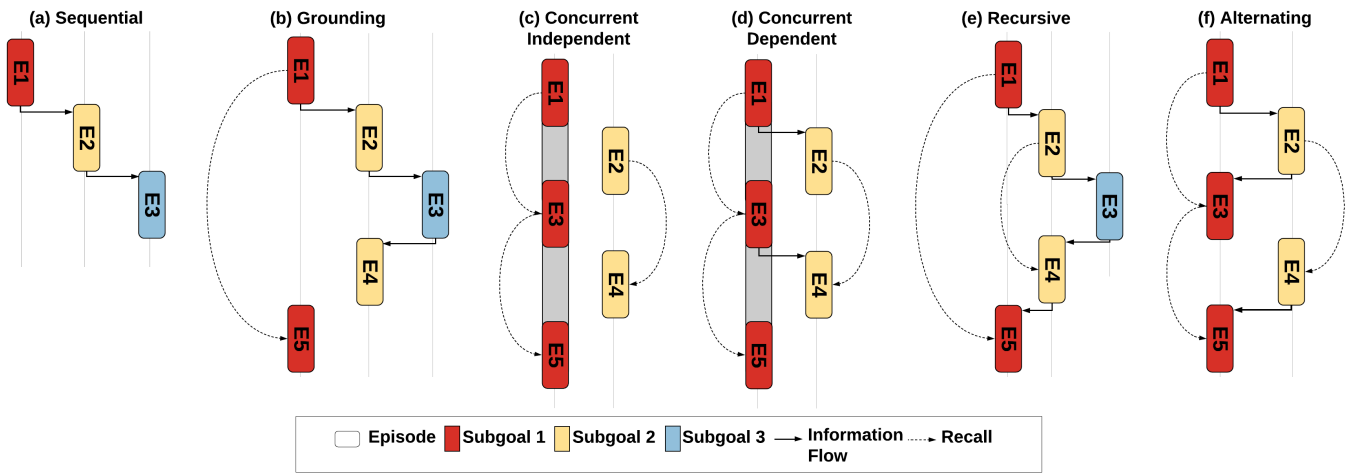 (a) Sequential
E1
E2
E3
(b) Grounding
E1
E2
E3
E4
E5
(c) Concurrent
Independent
E1
E2
E3
E4
E5
(d) Concurrent
Dependent
E1
E2
E3
E4
E5
(e) Recursive
E1
E2
E3
E4
E5
(f) Alternating
E1
E2
E3
E4
E5
Episode
Subgoal 1
Subgoal 2
Subgoal 3
Information
Flow
Recall